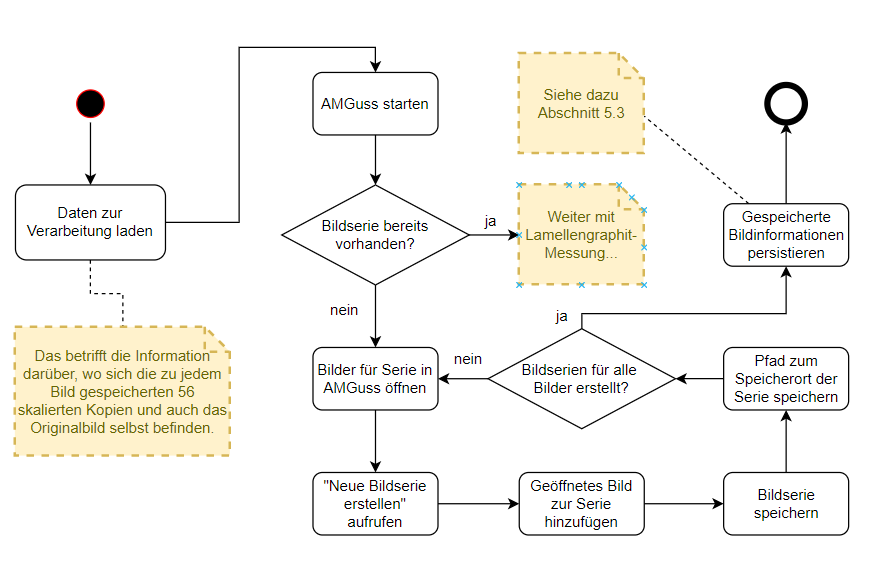 AMGuss starten
Siehe dazu
Abschnitt 5.3
Daten zur
Verarbeitung laden
Bildserie bereits
vorhanden?
ja
Weiter mit
Lamellengraphit-
Messung...
Gespeicherte
Bildinformationen
persistieren
nein
ja
Das betrifft die Information
darüber, wo sich die zu jedem
Bild gespeicherten 56
skalierten Kopien und auch das
Originalbild selbst befinden.
Bilder für Serie in
AMGuss öffnen
nein
Bildserien für alle
Bilder erstellt?
Pfad zum
Speicherort der
Serie speichern
"Neue Bildserie
erstellen"
aufrufen
Geöffnetes Bild
zur Serie
hinzufügen
Bildserie
speichern